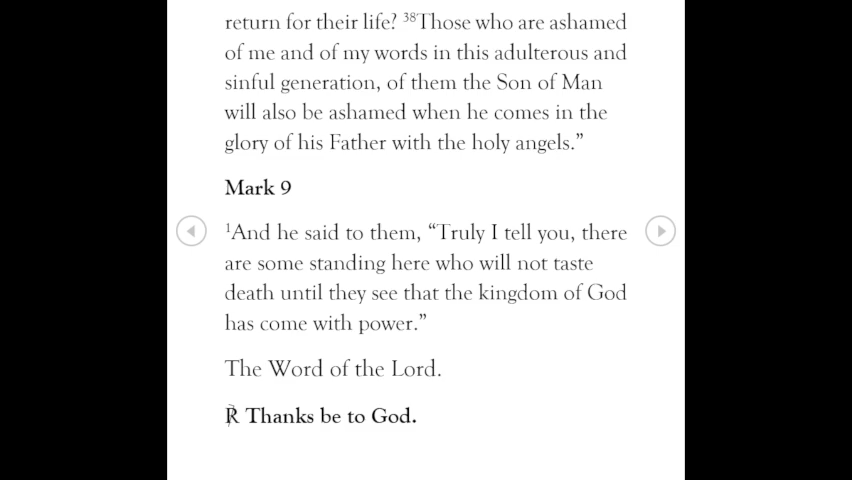 return for their life? ³⁸Those who are ashamed
of me and of my words in this adulterous and
sinful generation, of them the Son of Man
will also be ashamed when he comes in the
glory of his Father with the holy angels.”
Mark 9
¹And he said to them, “Truly I tell you, there
are some standing here who will not taste
death until they see that the kingdom of God
has come with power.”
The Word of the Lord.
℟ Thanks be to God.